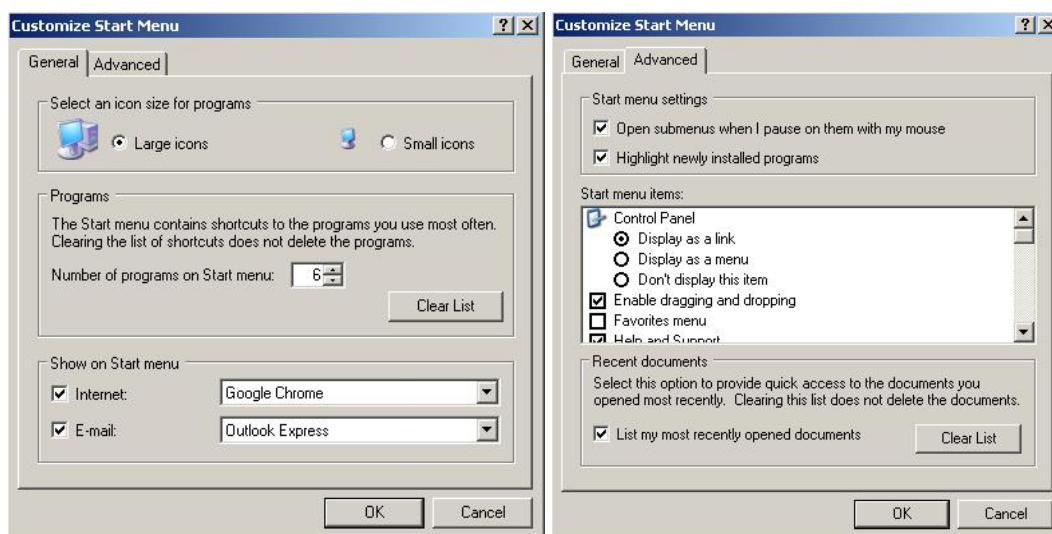 Customize Start Menu
General Advanced
Select an icon size for programs
Large icons Small icons
Programs
The Start menu contains shortcuts to the programs you use most often.
Clearing the list of shortcuts does not delete the programs.
Number of programs on Start menu: 6
Clear List
Show on Start menu
Internet: Google Chrome
E-mail: Outlook Express
OK Cancel
Customize Start Menu
General Advanced
Start menu settings
Open submenus when I pause on them with my mouse
Highlight newly installed programs
Start menu items:
Control Panel
Display as a link
Display as a menu
Don't display this item
Enable dragging and dropping
Favorites menu
Help and Support
Recent documents
Select this option to provide quick access to the documents you
opened most recently. Clearing this list does not delete the documents.
List my most recently opened documents
Clear List
OK Cancel